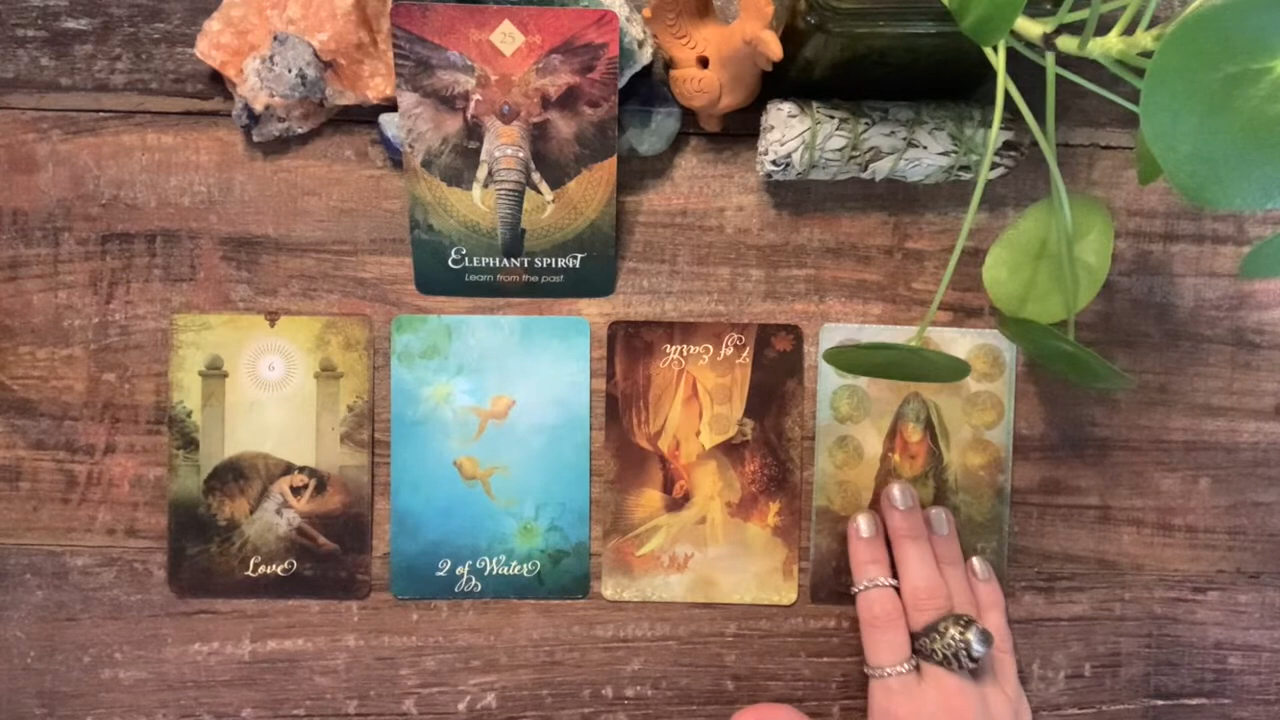 25
ELEPHANT SPIRIT
Learn from the past.
6
Love
2 of Water
7 of Earth